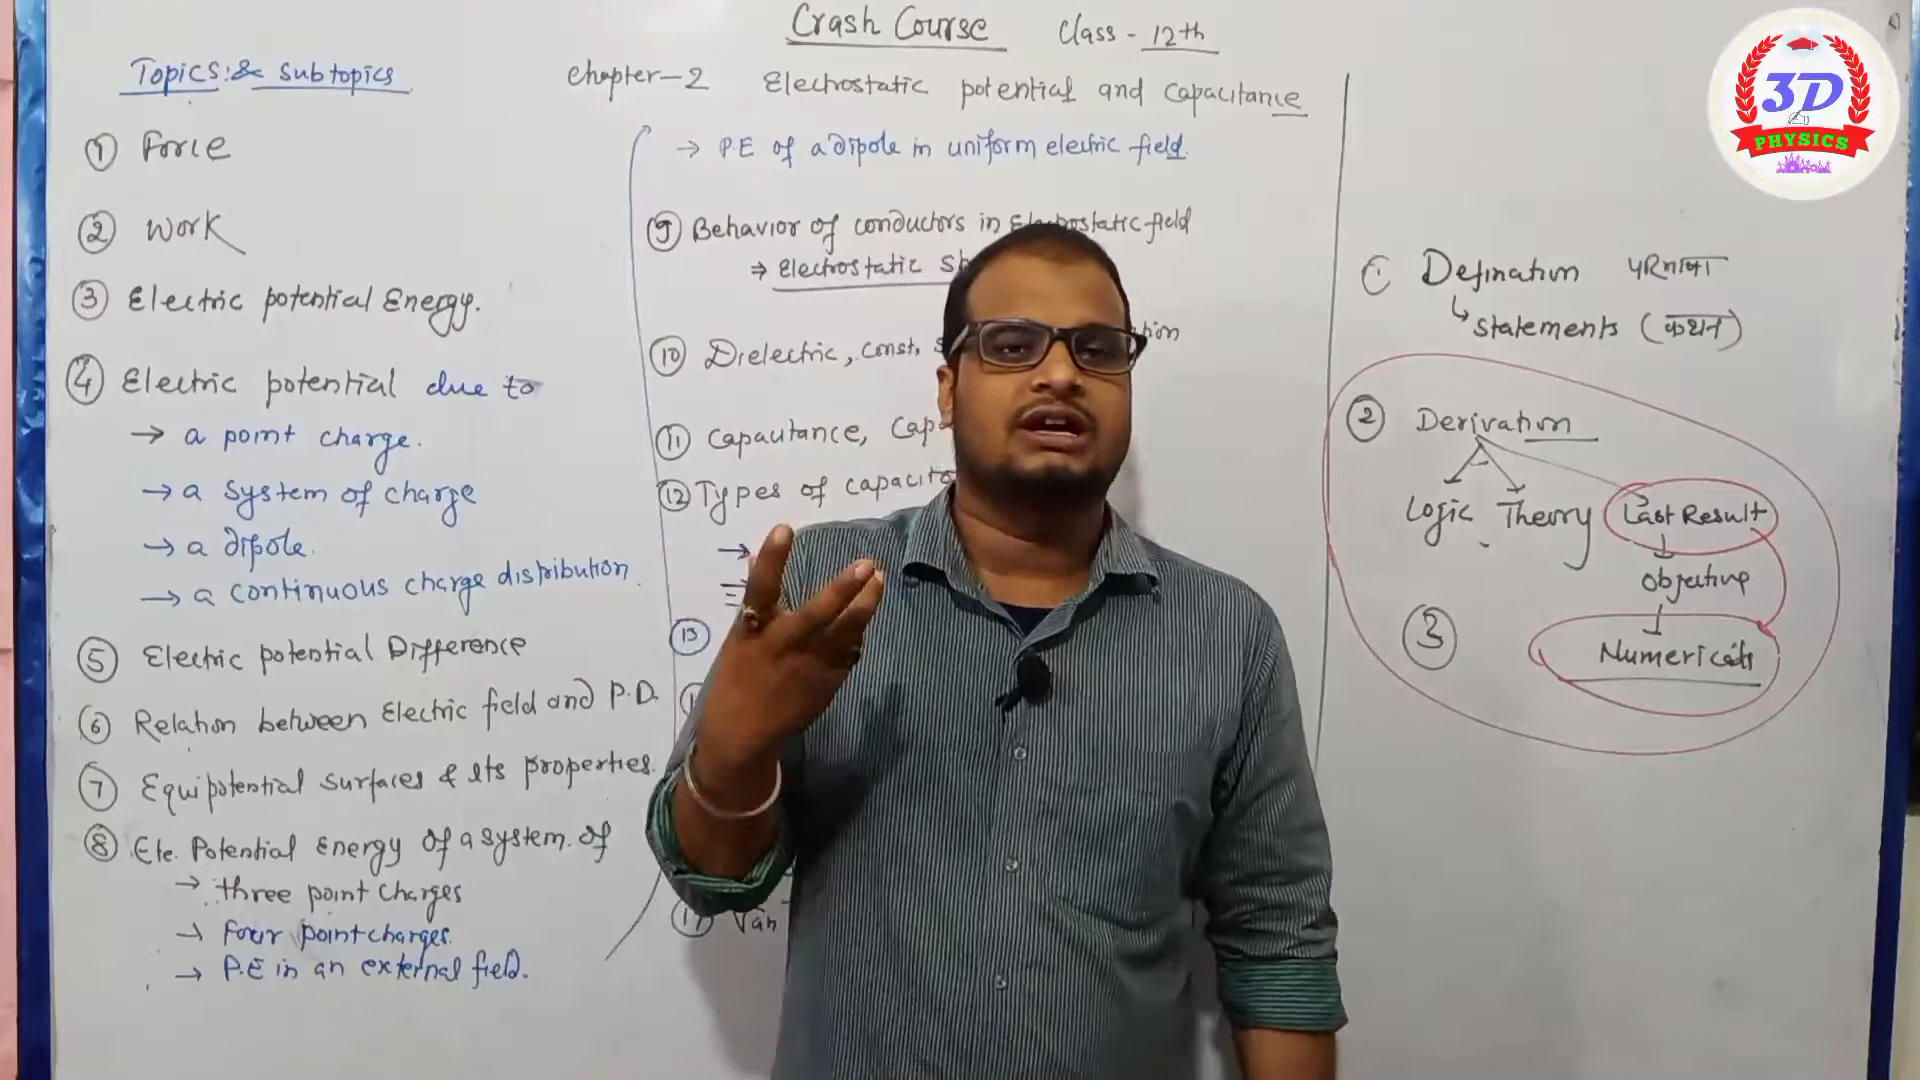 Crash Course Class - 12th
Topics & Subtopics
Chapter-2 Electrostatic potential and capacitance
① Force
② Work
③ Electric potential Energy.
④ Electric potential due to
→ a point charge.
→ a system of charge
→ a dipole.
→ a continuous charge distribution
⑤ Electric potential Difference
⑥ Relation between Electric field and P.D.
⑦ Equipotential surfaces & its properties.
⑧ Ele. Potential Energy of a system of
→ three point charges
→ four point charges.
→ P.E in an external field.
→ P.E of a dipole in uniform electric field.
⑨ Behavior of conductors in Electrostatic field
⇒ Electrostatic
⑩ Dielectric, Const,
⑪ Capacitance,
⑫ Types of
⑬
⑰ Van
① Defination परिभाषा
↳ Statements (कथन)
② Derivation
Logic Theory Last Result
Objective
③ Numericals
3D
PHYSICS